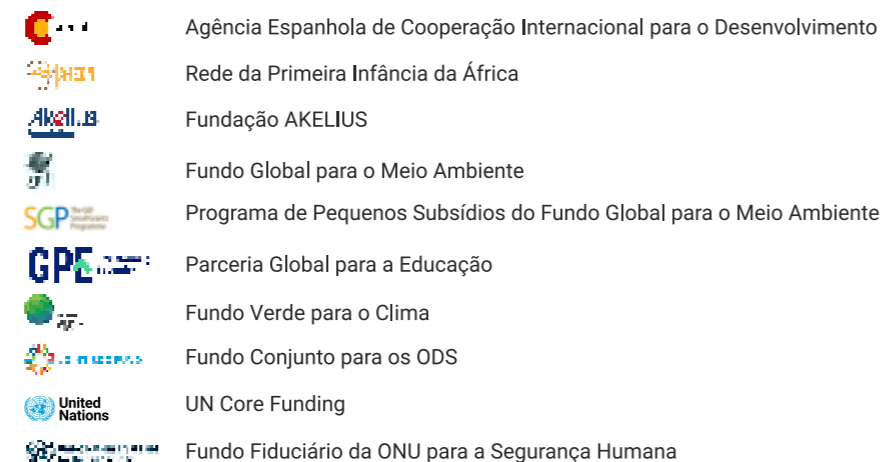 Agência Espanhola de Cooperação Internacional para o Desenvolvimento
Rede da Primeira Infância da África
Fundação AKELIUS
Fundo Global para o Meio Ambiente
SGP
Programa de Pequenos Subsídios do Fundo Global para o Meio Ambiente
GPE
Parceria Global para a Educação
Fundo Verde para o Clima
Fundo Conjunto para os ODS
United
Nations
UN Core Funding
Fundo Fiduciário da ONU para a Segurança Humana